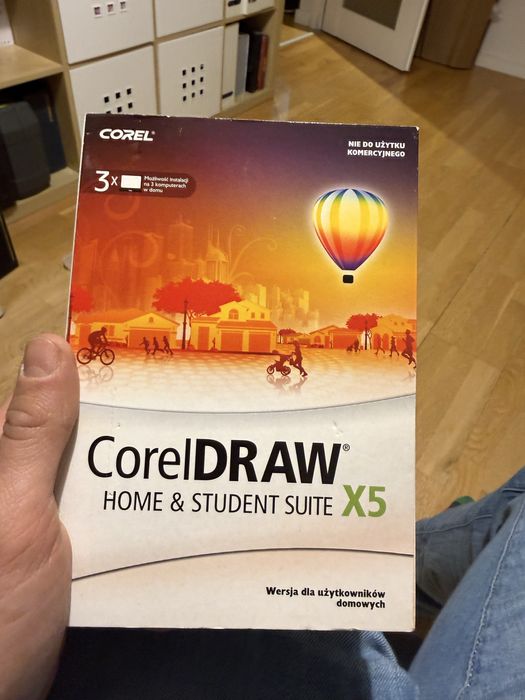 COREL®
NIE DO UŻYTKU
KOMERCYJNEGO
3x
Możliwość instalacji
na 3 komputerach
w domu
CorelDRAW®
HOME & STUDENT SUITE X5
Wersja dla użytkowników
domowych